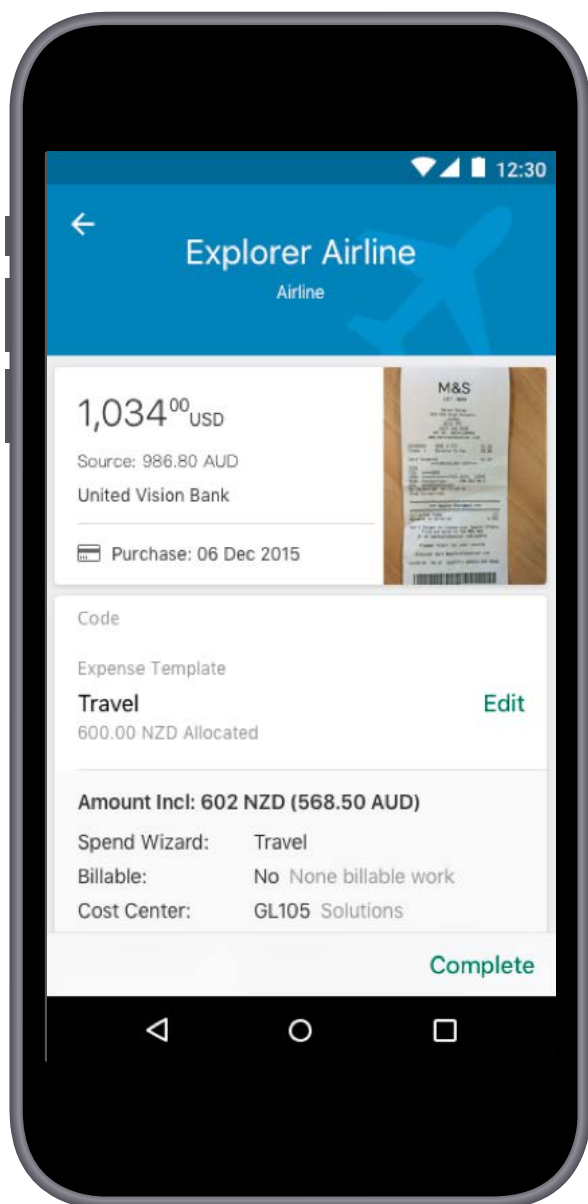 12:30
Explorer Airline
Airline
1,034⁰⁰USD
Source: 986.80 AUD
United Vision Bank
Purchase: 06 Dec 2015
M&S
Code
Expense Template
Travel
Edit
600.00 NZD Allocated
Amount Incl: 602 NZD (568.50 AUD)
Spend Wizard: Travel
Billable: No None billable work
Cost Center: GL105 Solutions
Complete